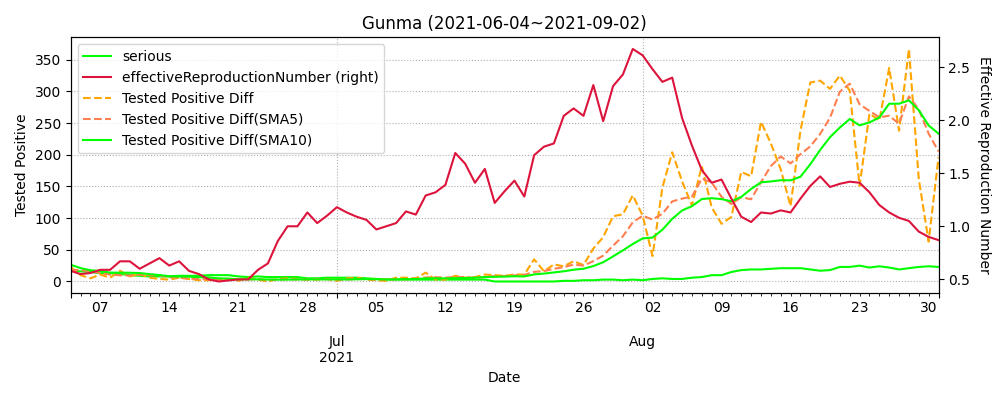 Gunma (2021-06-04~2021-09-02)
serious
effectiveReproductionNumber (right)
Tested Positive Diff
Tested Positive Diff(SMA5)
Tested Positive Diff(SMA10)
Tested Positive
350
300
250
200
150
100
50
0
2.5
2.0
1.5
1.0
0.5
Effective Reproduction Number
07 14 21 28 05 12 19 26 02 09 16 23 30
Jul Aug
2021
Date